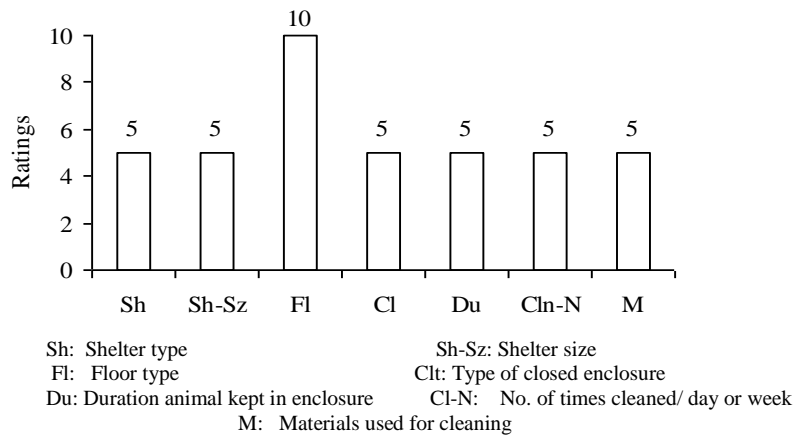 10
10
8
6
4
2
0
Ratings
5 5 5 5 5 5
Sh Sh-Sz Fl Cl Du Cln-N M
Sh: Shelter type Sh-Sz: Shelter size
Fl: Floor type Clt: Type of closed enclosure
Du: Duration animal kept in enclosure Cl-N: No. of times cleaned/ day or week
M: Materials used for cleaning